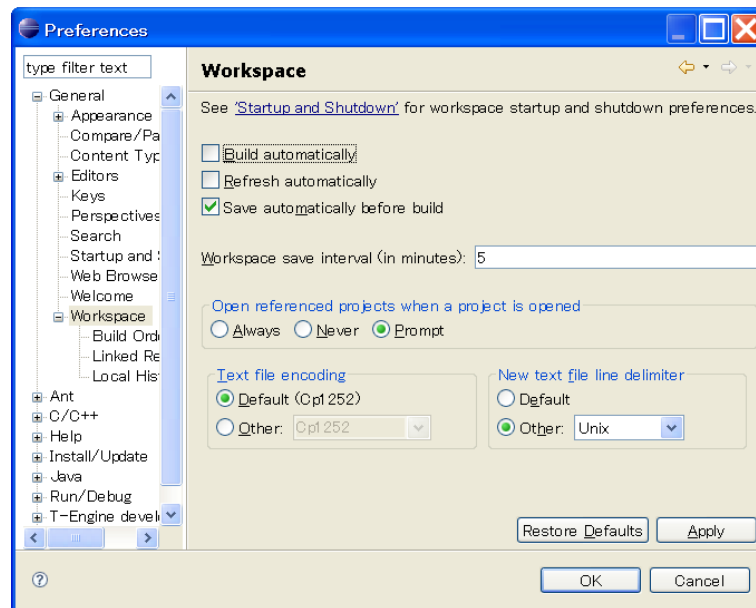 Preferences
type filter text
General
Appearance
Compare/Pa
Content Typ
Editors
Keys
Perspectives
Search
Startup and
Web Browse
Welcome
Workspace
Build Ord
Linked Re
Local His
Ant
C/C++
Help
Install/Update
Java
Run/Debug
T-Engine devel
Workspace
See 'Startup and Shutdown' for workspace startup and shutdown preferences.
Build automatically
Refresh automatically
Save automatically before build
Workspace save interval (in minutes): 5
Open referenced projects when a project is opened
Always Never Prompt
Text file encoding
Default (Cp1252)
Other: Cp1252
New text file line delimiter
Default
Other: Unix
Restore Defaults Apply
OK Cancel